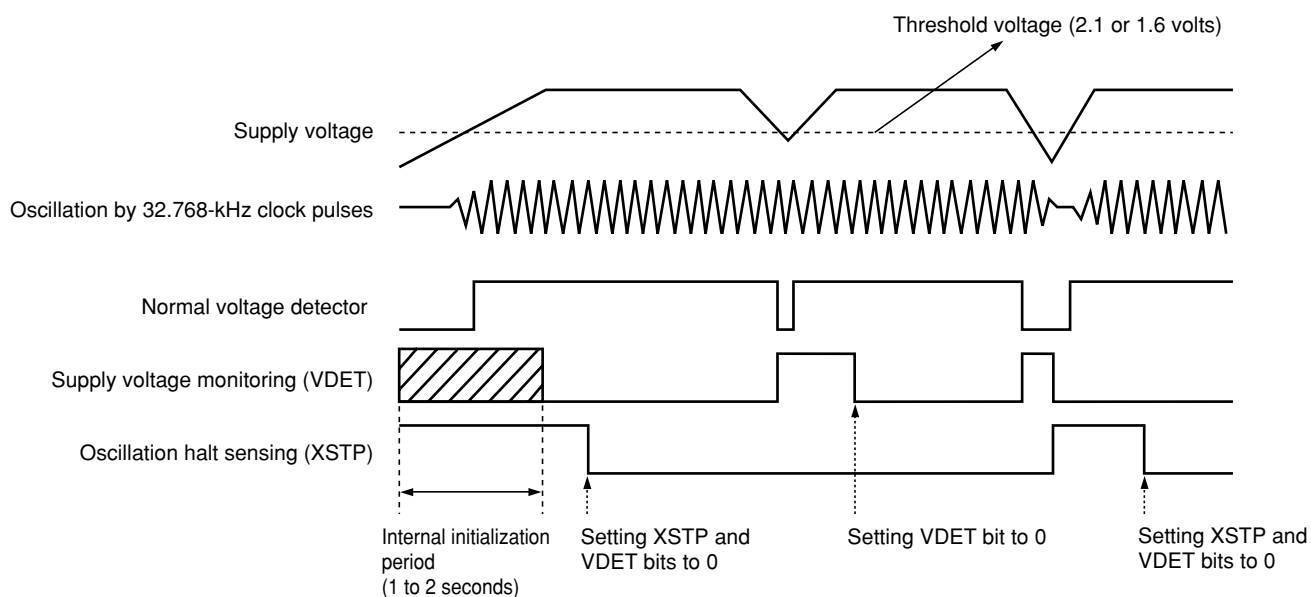 Threshold voltage (2.1 or 1.6 volts)
Supply voltage
Oscillation by 32.768-kHz clock pulses
Normal voltage detector
Supply voltage monitoring (VDET)
Oscillation halt sensing (XSTP)
Internal initialization
period
(1 to 2 seconds)
Setting XSTP and
VDET bits to 0
Setting VDET bit to 0
Setting XSTP and
VDET bits to 0